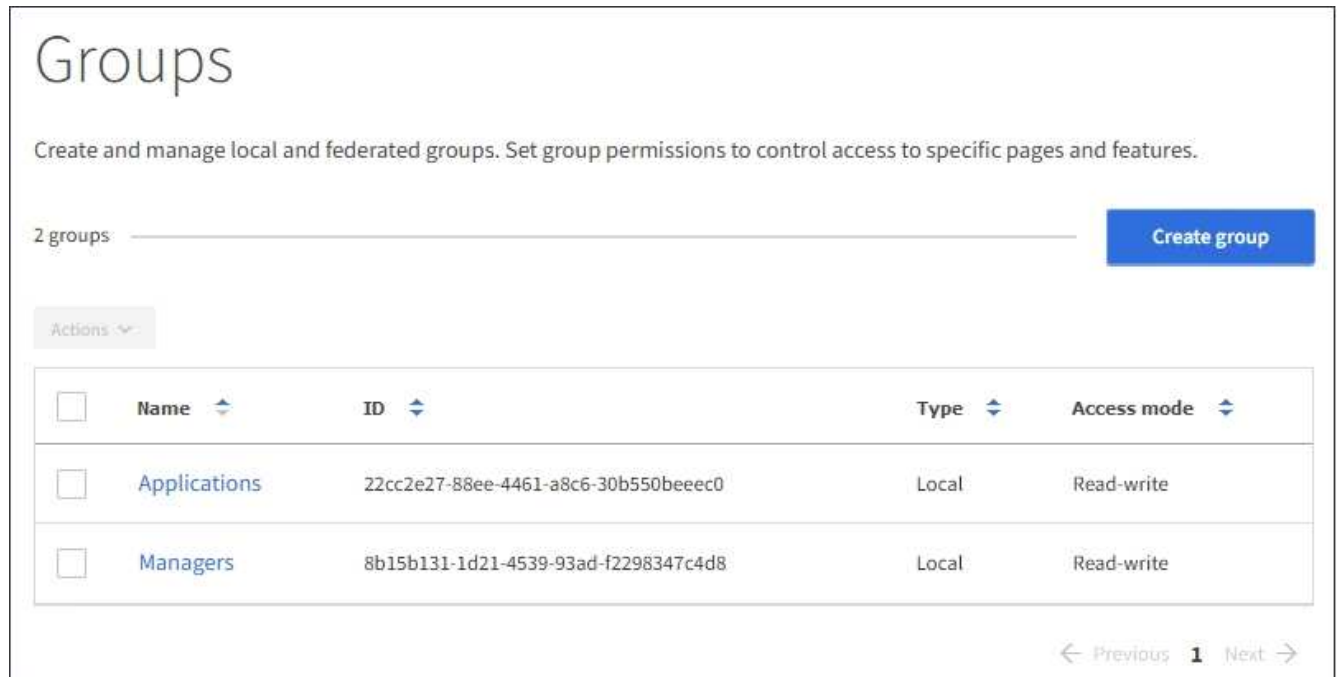 Groups
Create and manage local and federated groups. Set group permissions to control access to specific pages and features.
2 groups Create group
Actions
Name ID Type Access mode
Applications 22cc2e27-88ee-4461-a8c6-30b550beeec0 Local Read-write
Managers 8b15b131-1d21-4539-93ad-f2298347c4d8 Local Read-write
← Previous 1 Next →